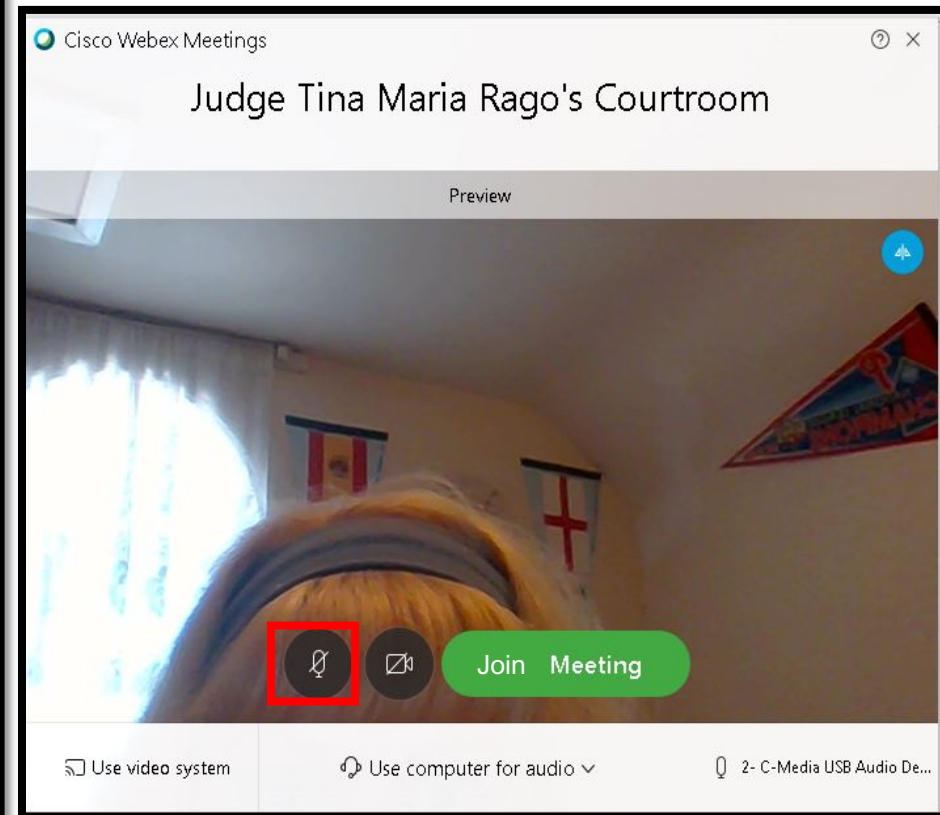 Cisco Webex Meetings
Judge Tina Maria Rago's Courtroom
Preview
Join Meeting
Use video system
Use computer for audio
2- C-Media USB Audio De...